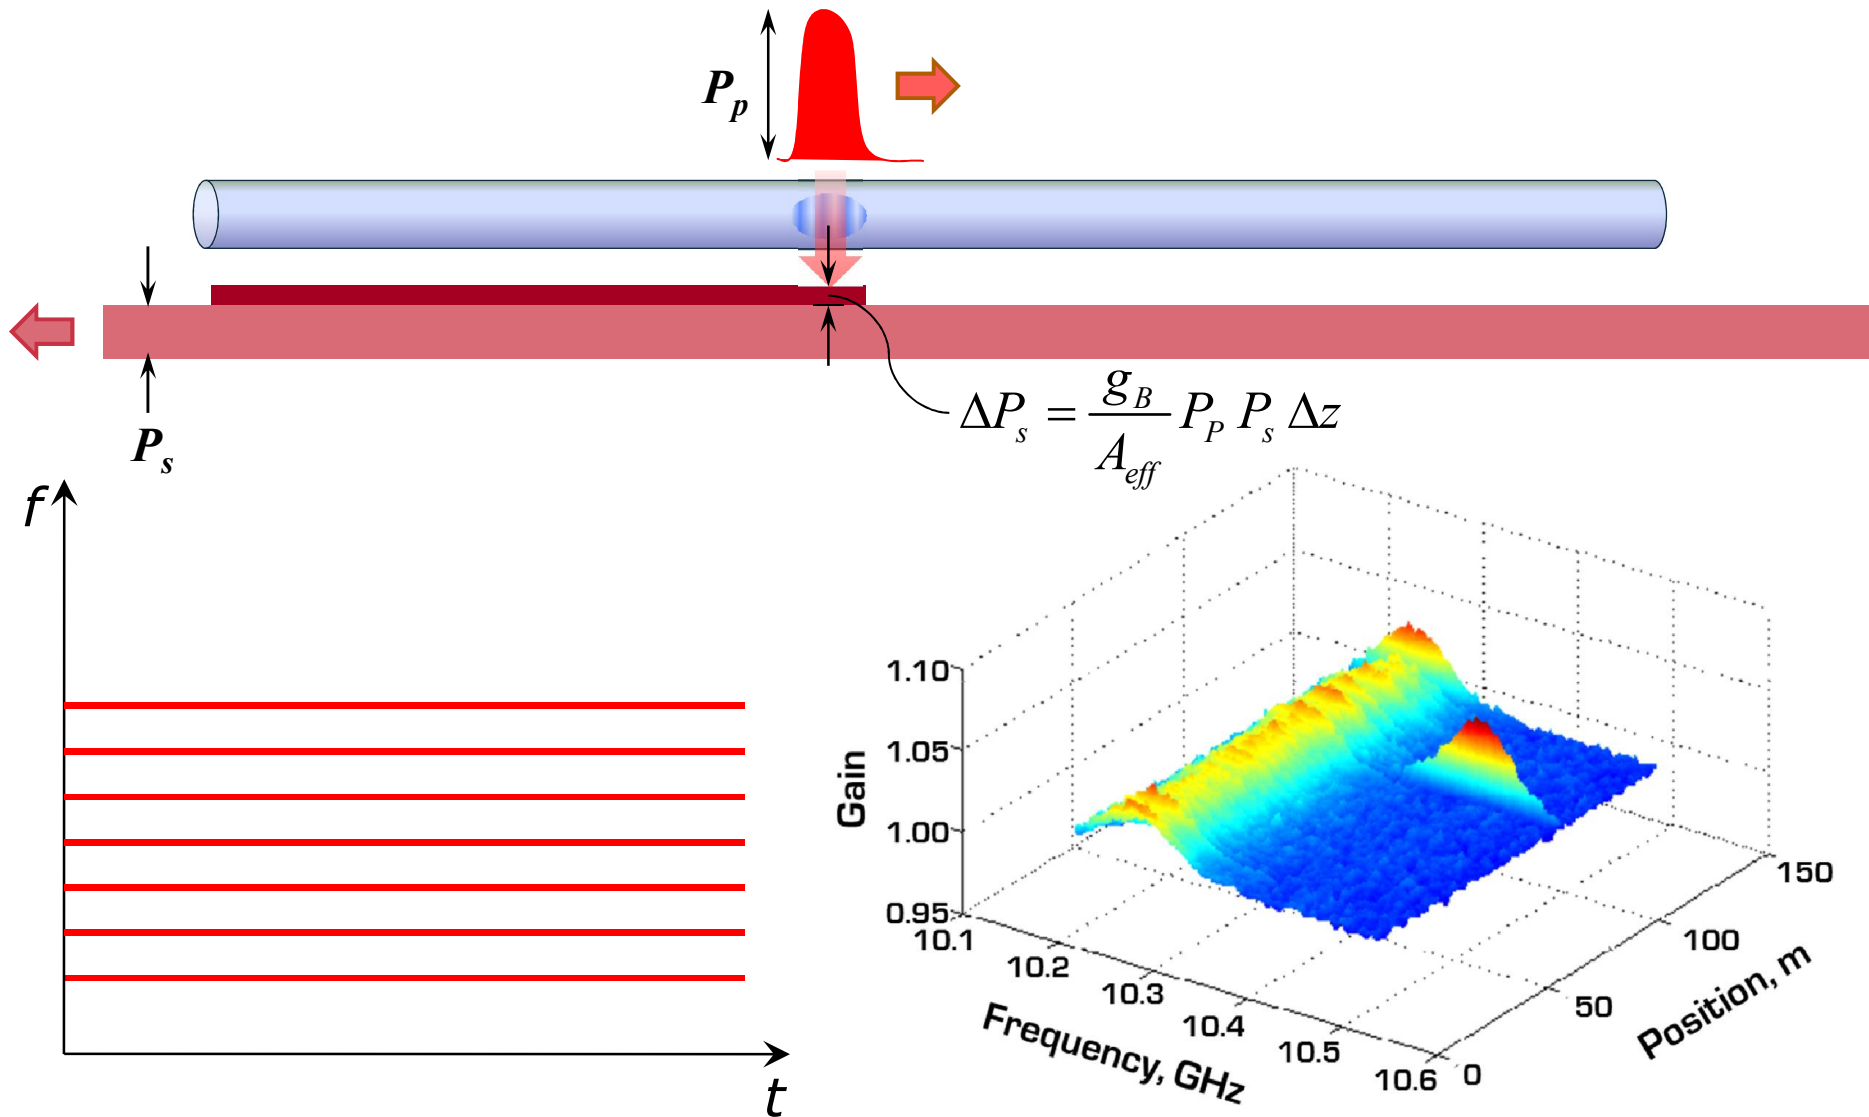 P_p
P_s
ΔP_s = g_B / A_eff P_P P_s Δz
f
t
1.10
1.05
1.00
0.95
Gain
10.1
10.2
10.3
10.4
10.5
10.6
Frequency, GHz
0
50
100
150
Position, m